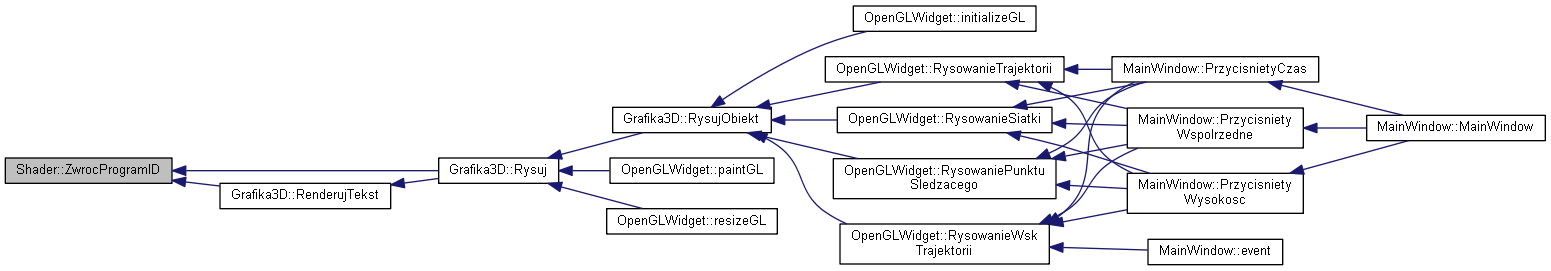 Shader::ZwrocProgramID
Grafika3D::RenderujTekst
Grafika3D::Rysuj
Grafika3D::RysujObiekt
OpenGLWidget::paintGL
OpenGLWidget::resizeGL
OpenGLWidget::initializeGL
OpenGLWidget::RysowanieTrajektorii
OpenGLWidget::RysowanieSiatki
OpenGLWidget::RysowaniePunktu
Sledzacego
OpenGLWidget::RysowanieWsk
Trajektorii
MainWindow::PrzycisnietyCzas
MainWindow::Przycisniety
Wspolrzedne
MainWindow::Przycisniety
Wysokosc
MainWindow::event
MainWindow::MainWindow